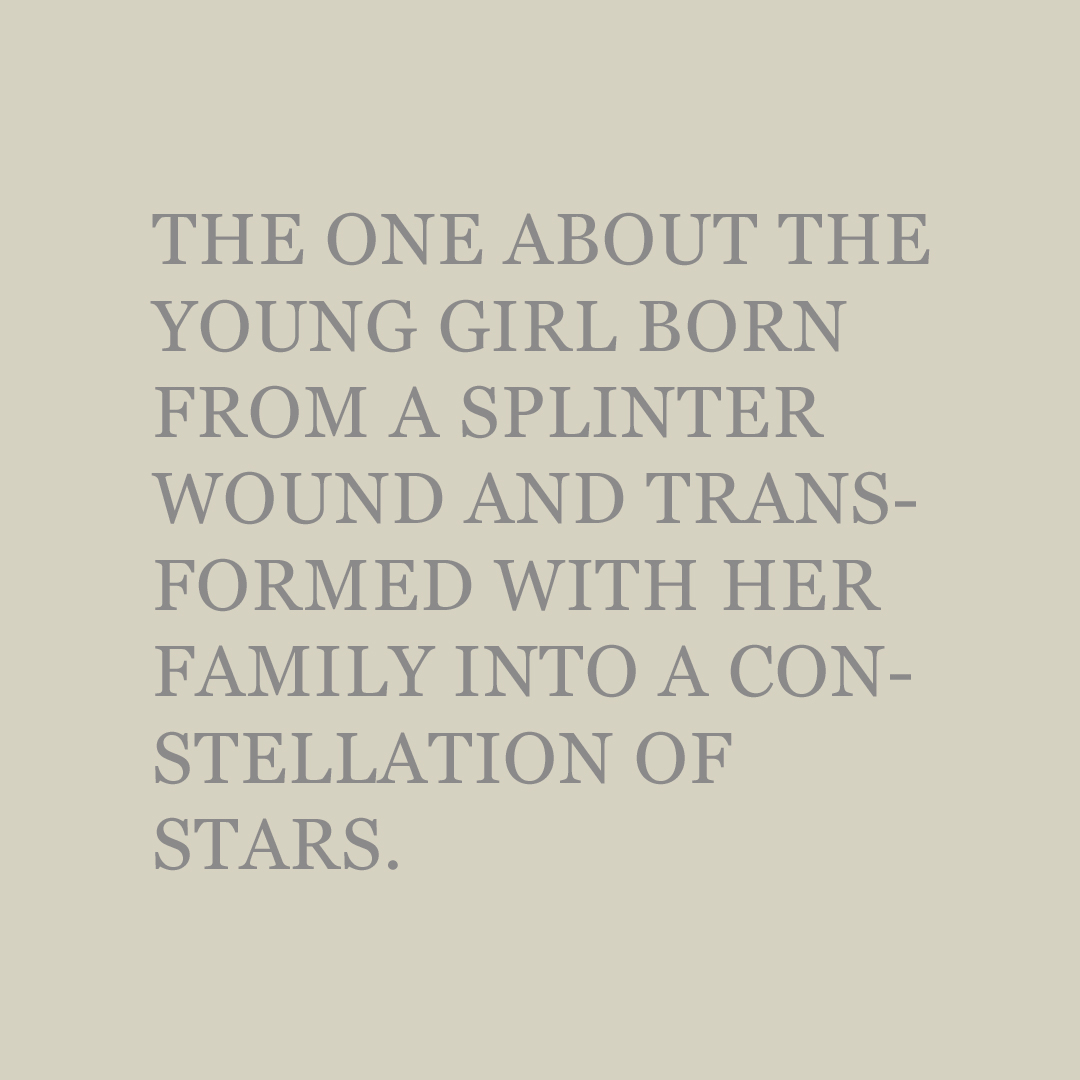 THE ONE ABOUT THE
YOUNG GIRL BORN
FROM A SPLINTER
WOUND AND TRANS-
FORMED WITH HER
FAMILY INTO A CON-
STELLATION OF
STARS.